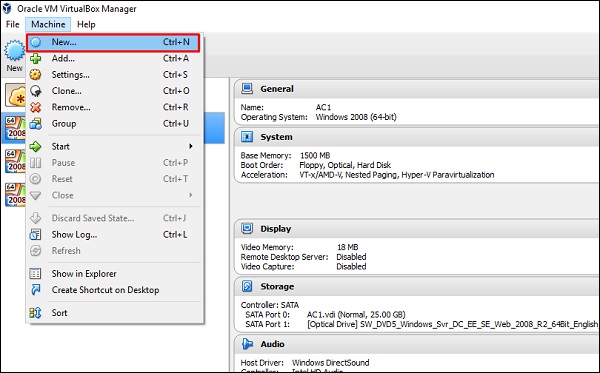 Oracle VM VirtualBox Manager
File Machine Help
New
New... Ctrl+N
Add... Ctrl+A
Settings... Ctrl+S
Clone... Ctrl+O
Remove... Ctrl+R
Group Ctrl+U
Start
Pause Ctrl+P
Reset Ctrl+T
Close
Discard Saved State... Ctrl+J
Show Log... Ctrl+L
Refresh
Show in Explorer
Create Shortcut on Desktop
Sort
64
2008
64
2008
64
2008
General
Name: AC1
Operating System: Windows 2008 (64-bit)
System
Base Memory: 1500 MB
Boot Order: Floppy, Optical, Hard Disk
Acceleration: VT-x/AMD-V, Nested Paging, Hyper-V Paravirtualization
Display
Video Memory: 18 MB
Remote Desktop Server: Disabled
Video Capture: Disabled
Storage
Controller: SATA
SATA Port 0: AC1.vdi (Normal, 25.00 GB)
SATA Port 1: [Optical Drive] SW_DVD5_Windows_Svr_DC_EE_SE_Web_2008_R2_64Bit_English_
Audio
Host Driver: Windows DirectSound
Controller: Intel HD Audio